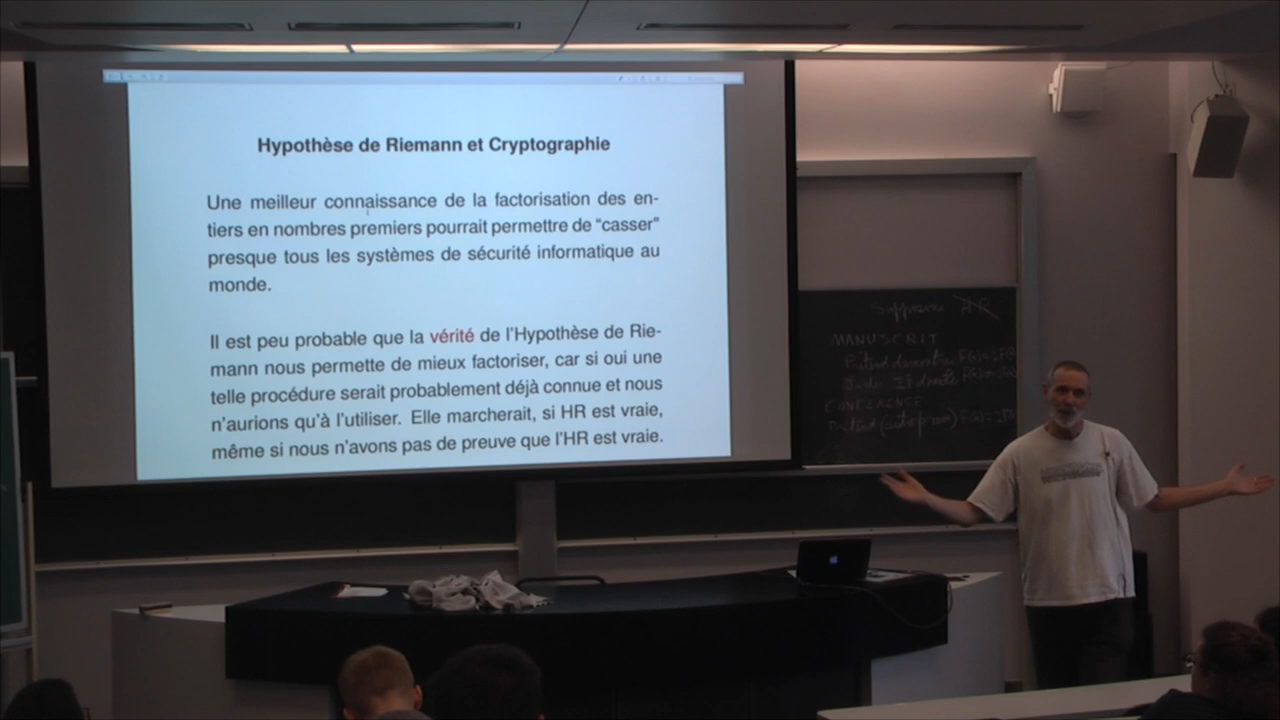 Hypothèse de Riemann et Cryptographie
Une meilleur connaissance de la factorisation des en-
tiers en nombres premiers pourrait permettre de “casser”
presque tous les systèmes de sécurité informatique au
monde.
Il est peu probable que la vérité de l’Hypothèse de Rie-
mann nous permette de mieux factoriser, car si oui une
telle procédure serait probablement déjà connue et nous
n’aurions qu’à l’utiliser. Elle marcherait, si HR est vraie,
même si nous n’avons pas de preuve que l’HR est vraie.
MANUSCRIT
CONFERENCE